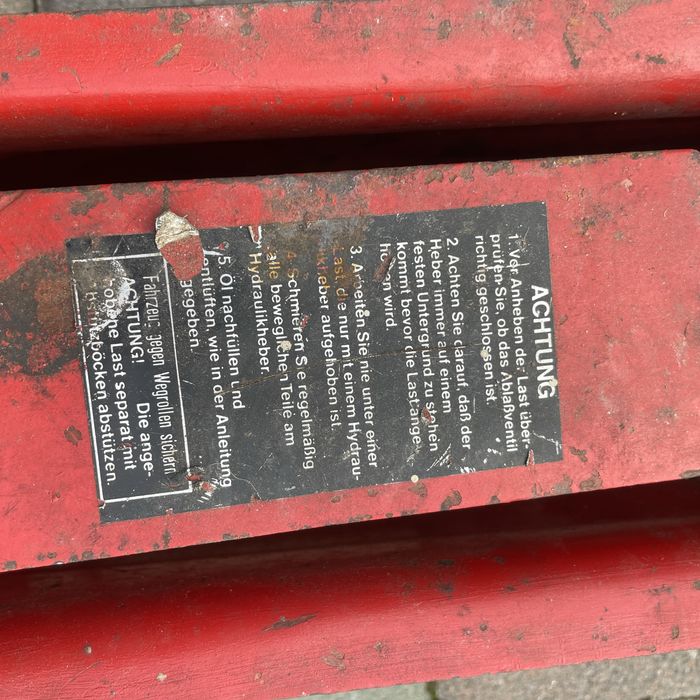 ACHTUNG
1. Vor Anheben der Last über-
prüfen Sie, ob das Ablaßventil
richtig geschlossen ist.
2. Achten Sie darauf, daß der
Heber immer auf einem
festen Untergrund zu stehen
kommt bevor die Last ange-
hoben wird.
3. Arbeiten Sie nie unter einer
Last, die nur mit einem Hydrau-
likheber aufgehoben ist.
4. Schmieren Sie regelmäßig
alle beweglichen Teile am
Hydraulikheber.
5. Öl nachfüllen und
entlüften, wie in der Anleitung
gegeben
Fahrzeug gegen Wegrollen sichern
ACHTUNG! Die ange-
hobene Last separat mit
böcken abstützen.